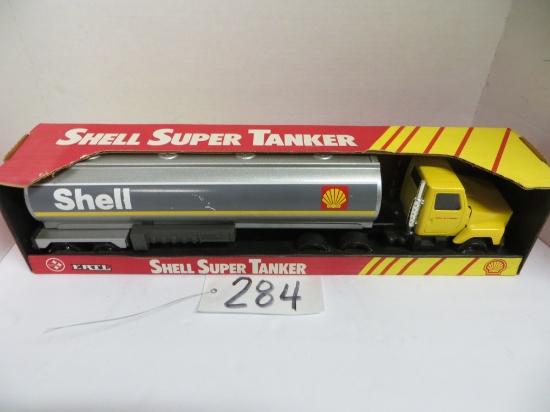 SHELL SUPER TANKER
Shell
ERTL
SHELL SUPER TANKER
284